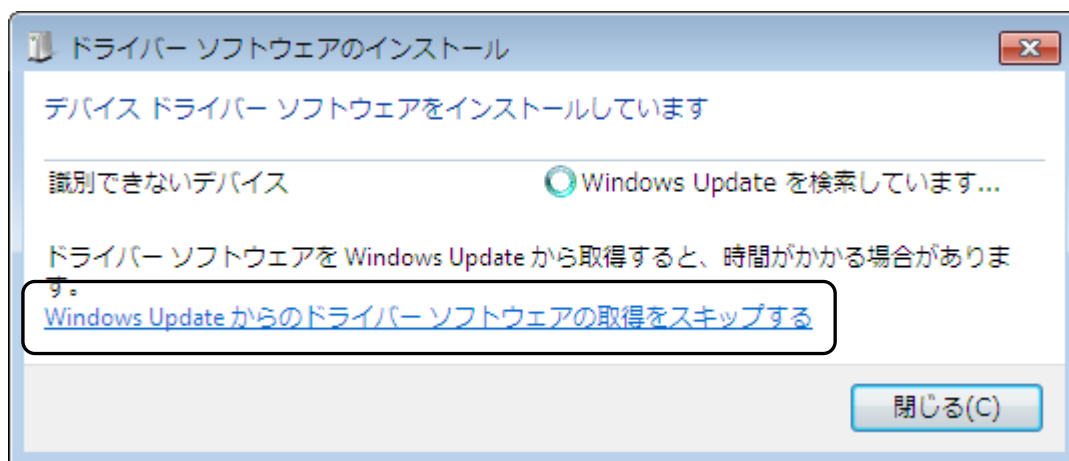 ドライバー ソフトウェアのインストール
デバイス ドライバー ソフトウェアをインストールしています
識別できないデバイス
Windows Update を検索しています...
ドライバー ソフトウェアを Windows Update から取得すると、時間がかかる場合がありま
す。
Windows Update からのドライバー ソフトウェアの取得をスキップする
閉じる(C)